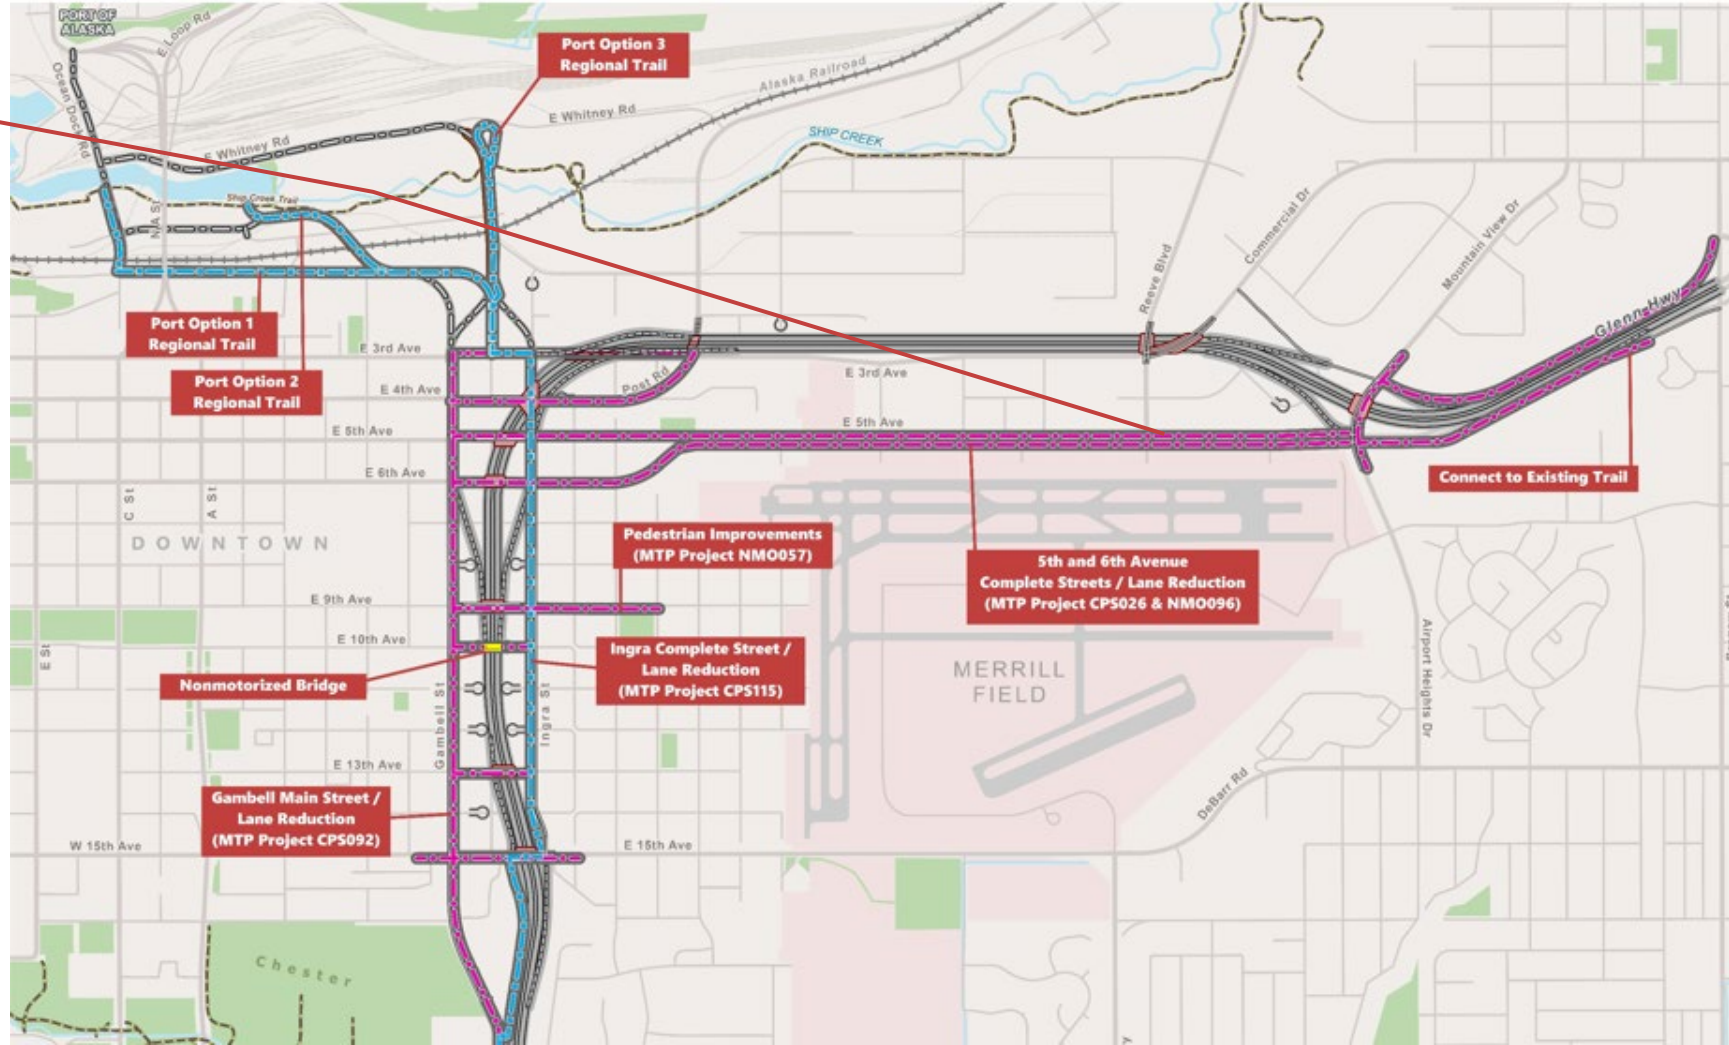 PORT OF
ALASKA
E Loop Rd
Ocean Dock Rd
Port Option 3
Regional Trail
Alaska Railroad
E Whitney Rd
E Whitney Rd
SHIP CREEK
Ship Creek Trail
N A St
Commercial Dr
Mountain View Dr
Reeve Blvd
Glenn Hwy
Port Option 1
Regional Trail
Port Option 2
Regional Trail
E 3rd Ave
E 4th Ave
Post Rd
E 3rd Ave
E 5th Ave
E 5th Ave
E 6th Ave
Connect to Existing Trail
C St
A St
DOWNTOWN
Pedestrian Improvements
(MTP Project NMO057)
5th and 6th Avenue
Complete Streets / Lane Reduction
(MTP Project CPS026 & NMO096)
E 9th Ave
E 10th Ave
E St
Ingra Complete Street /
Lane Reduction
(MTP Project CPS115)
MERRILL
FIELD
Airport Heights Dr
Nonmotorized Bridge
Gambell St
Ingra St
E 13th Ave
DeBarr Rd
Gambell Main Street /
Lane Reduction
(MTP Project CPS092)
W 15th Ave
E 15th Ave
Chester